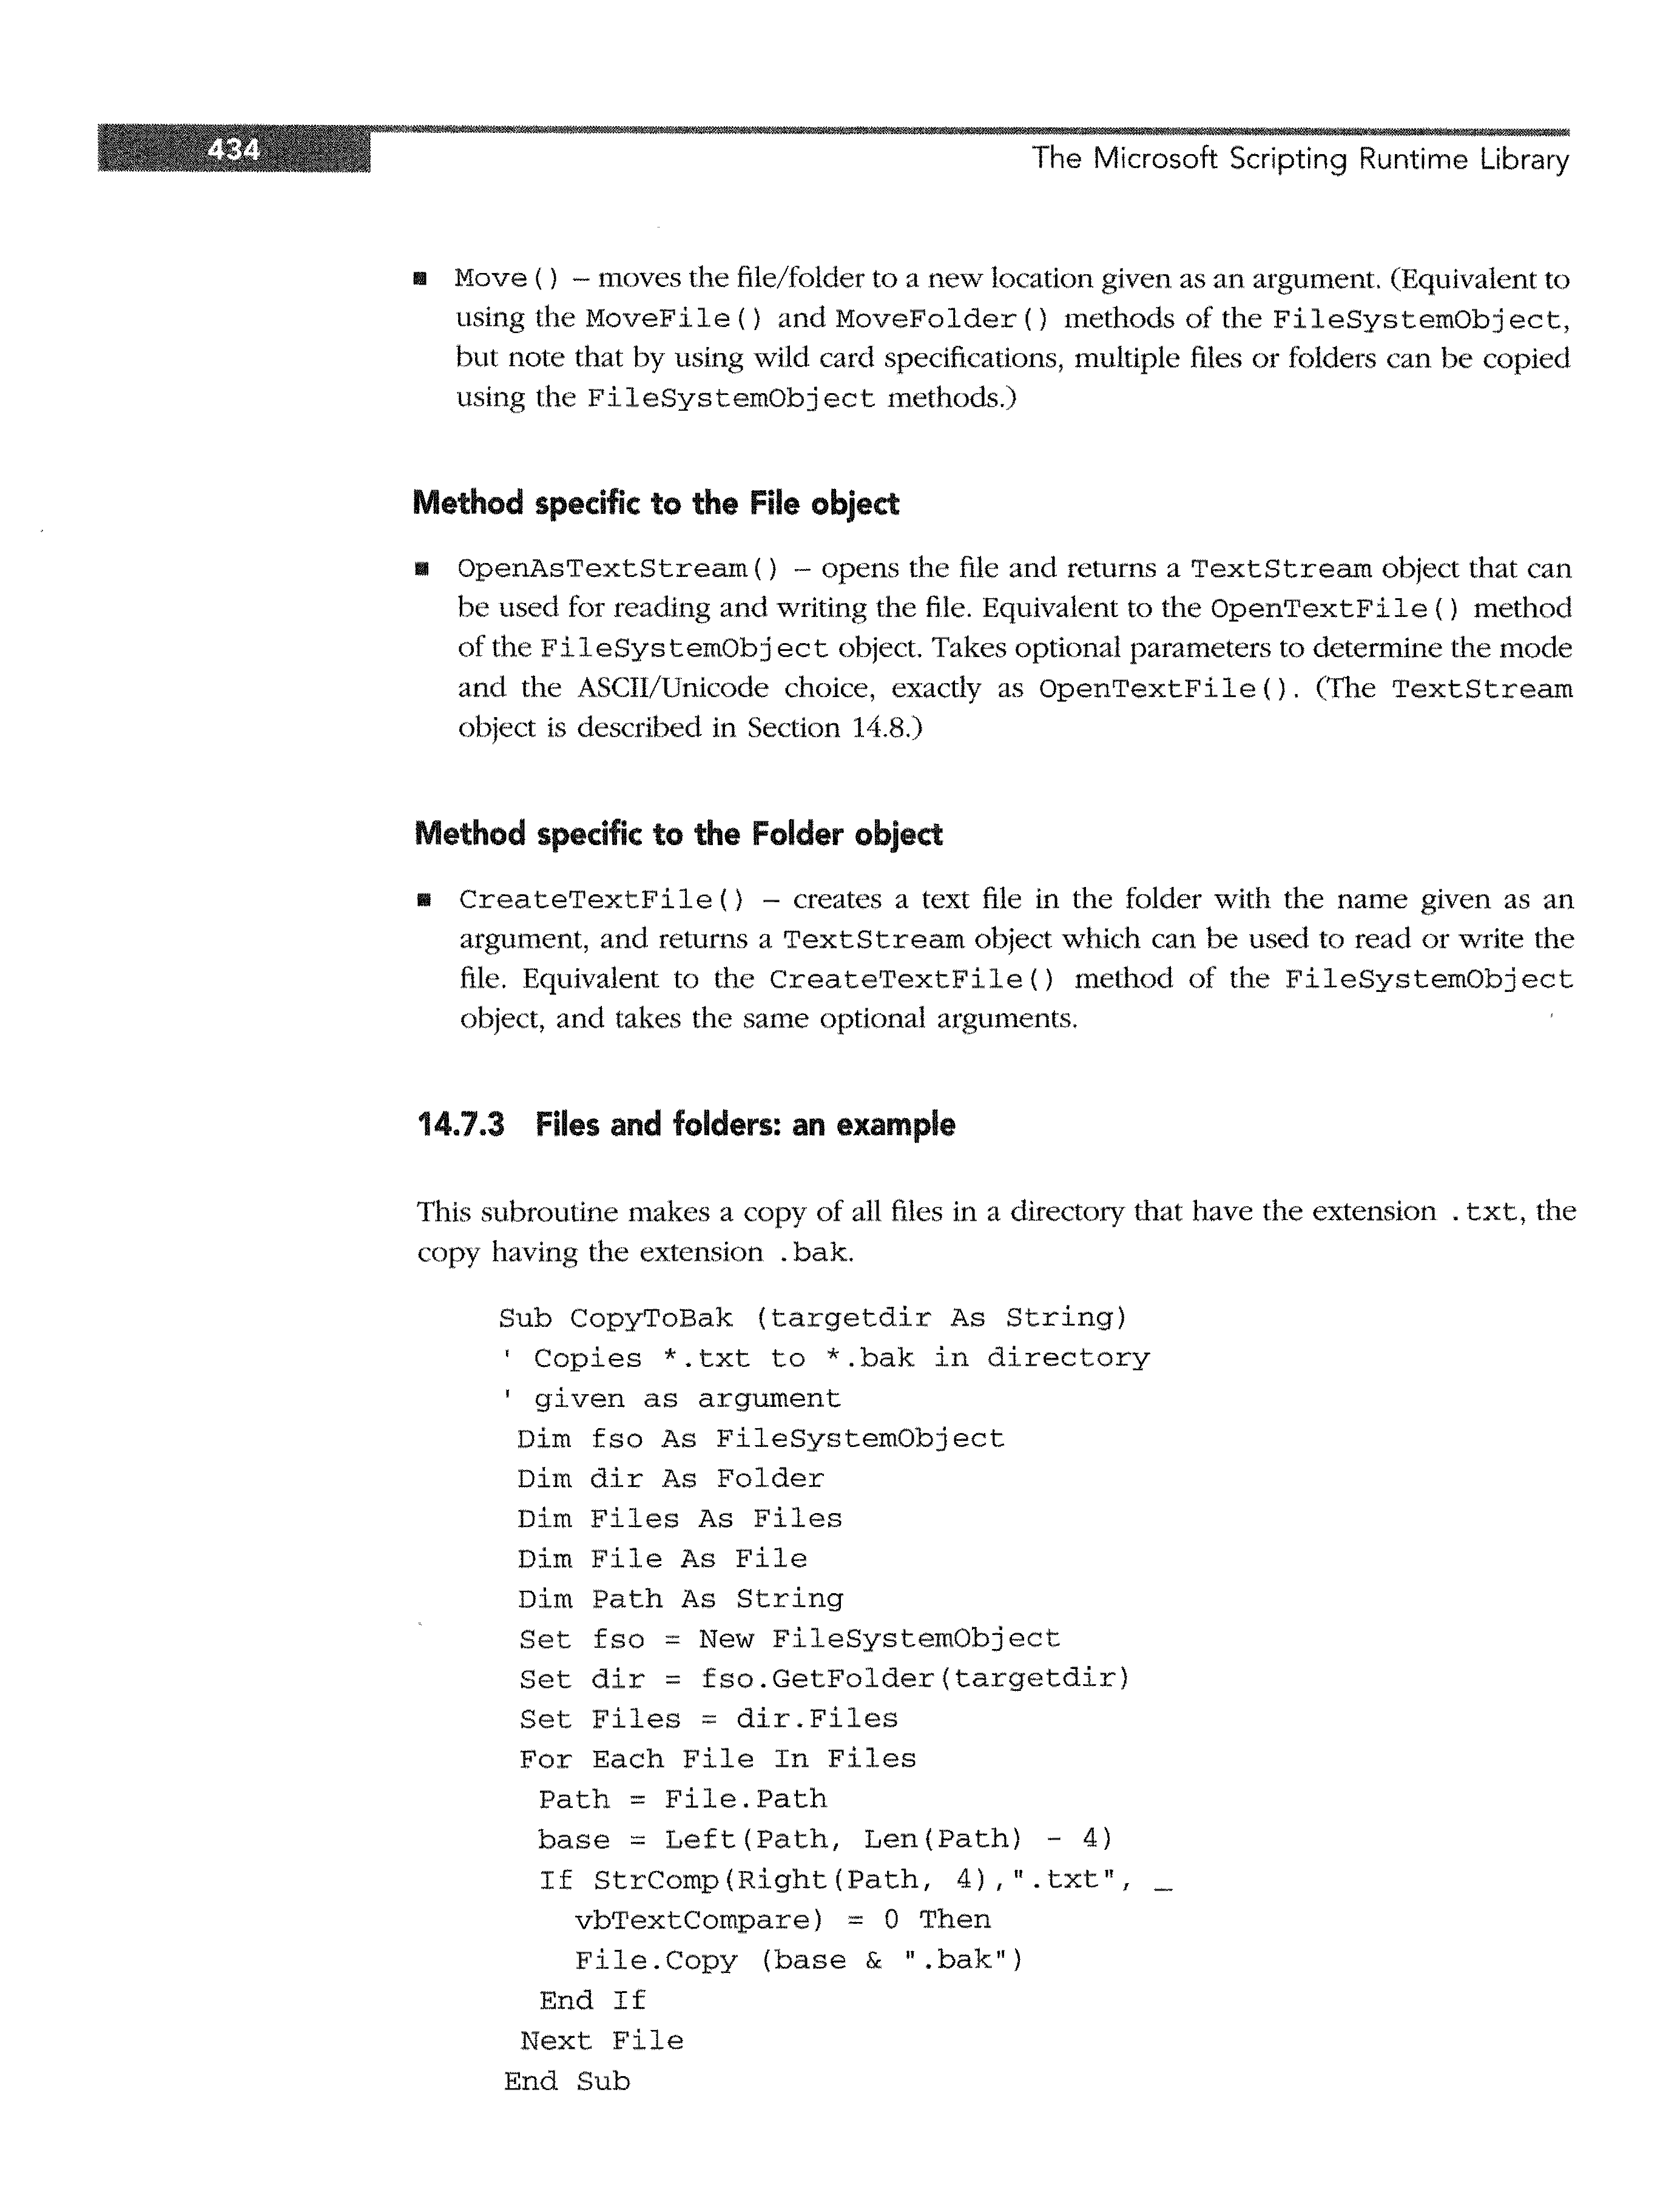 434
The Microsoft Scripting Runtime Library
■ Move() – moves the file/folder to a new location given as an argument. (Equivalent to
using the MoveFile() and MoveFolder() methods of the FileSystemObject,
but note that by using wild card specifications, multiple files or folders can be copied
using the FileSystemObject methods.)
Method specific to the File object
■ OpenAsTextStream() – opens the file and returns a TextStream object that can
be used for reading and writing the file. Equivalent to the OpenTextFile() method
of the FileSystemObject object. Takes optional parameters to determine the mode
and the ASCII/Unicode choice, exactly as OpenTextFile(). (The TextStream
object is described in Section 14.8.)
Method specific to the Folder object
■ CreateTextFile() – creates a text file in the folder with the name given as an
argument, and returns a TextStream object which can be used to read or write the
file. Equivalent to the CreateTextFile() method of the FileSystemObject
object, and takes the same optional arguments.
14.7.3 Files and folders: an example
This subroutine makes a copy of all files in a directory that have the extension .txt, the
copy having the extension .bak.
Sub CopyToBak (targetdir As String)
' Copies *.txt to *.bak in directory
' given as argument
Dim fso As FileSystemObject
Dim dir As Folder
Dim Files As Files
Dim File As File
Dim Path As String
Set fso = New FileSystemObject
Set dir = fso.GetFolder(targetdir)
Set Files = dir.Files
For Each File In Files
Path = File.Path
base = Left(Path, Len(Path) - 4)
If StrComp(Right(Path, 4),".txt", _
vbTextCompare) = 0 Then
File.Copy (base & ".bak")
End If
Next File
End Sub